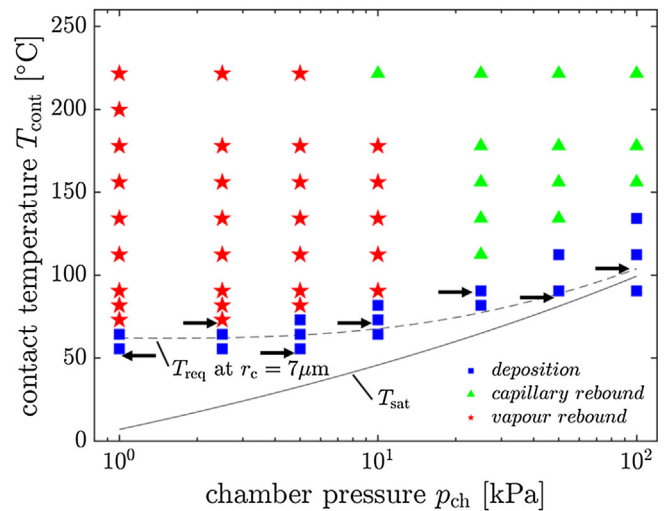 250
200
150
100
50
0
contact temperature T_cont [°C]
T_req at r_c = 7μm
T_sat
deposition
capillary rebound
vapour rebound
10^0
10^1
10^2
chamber pressure p_ch [kPa]